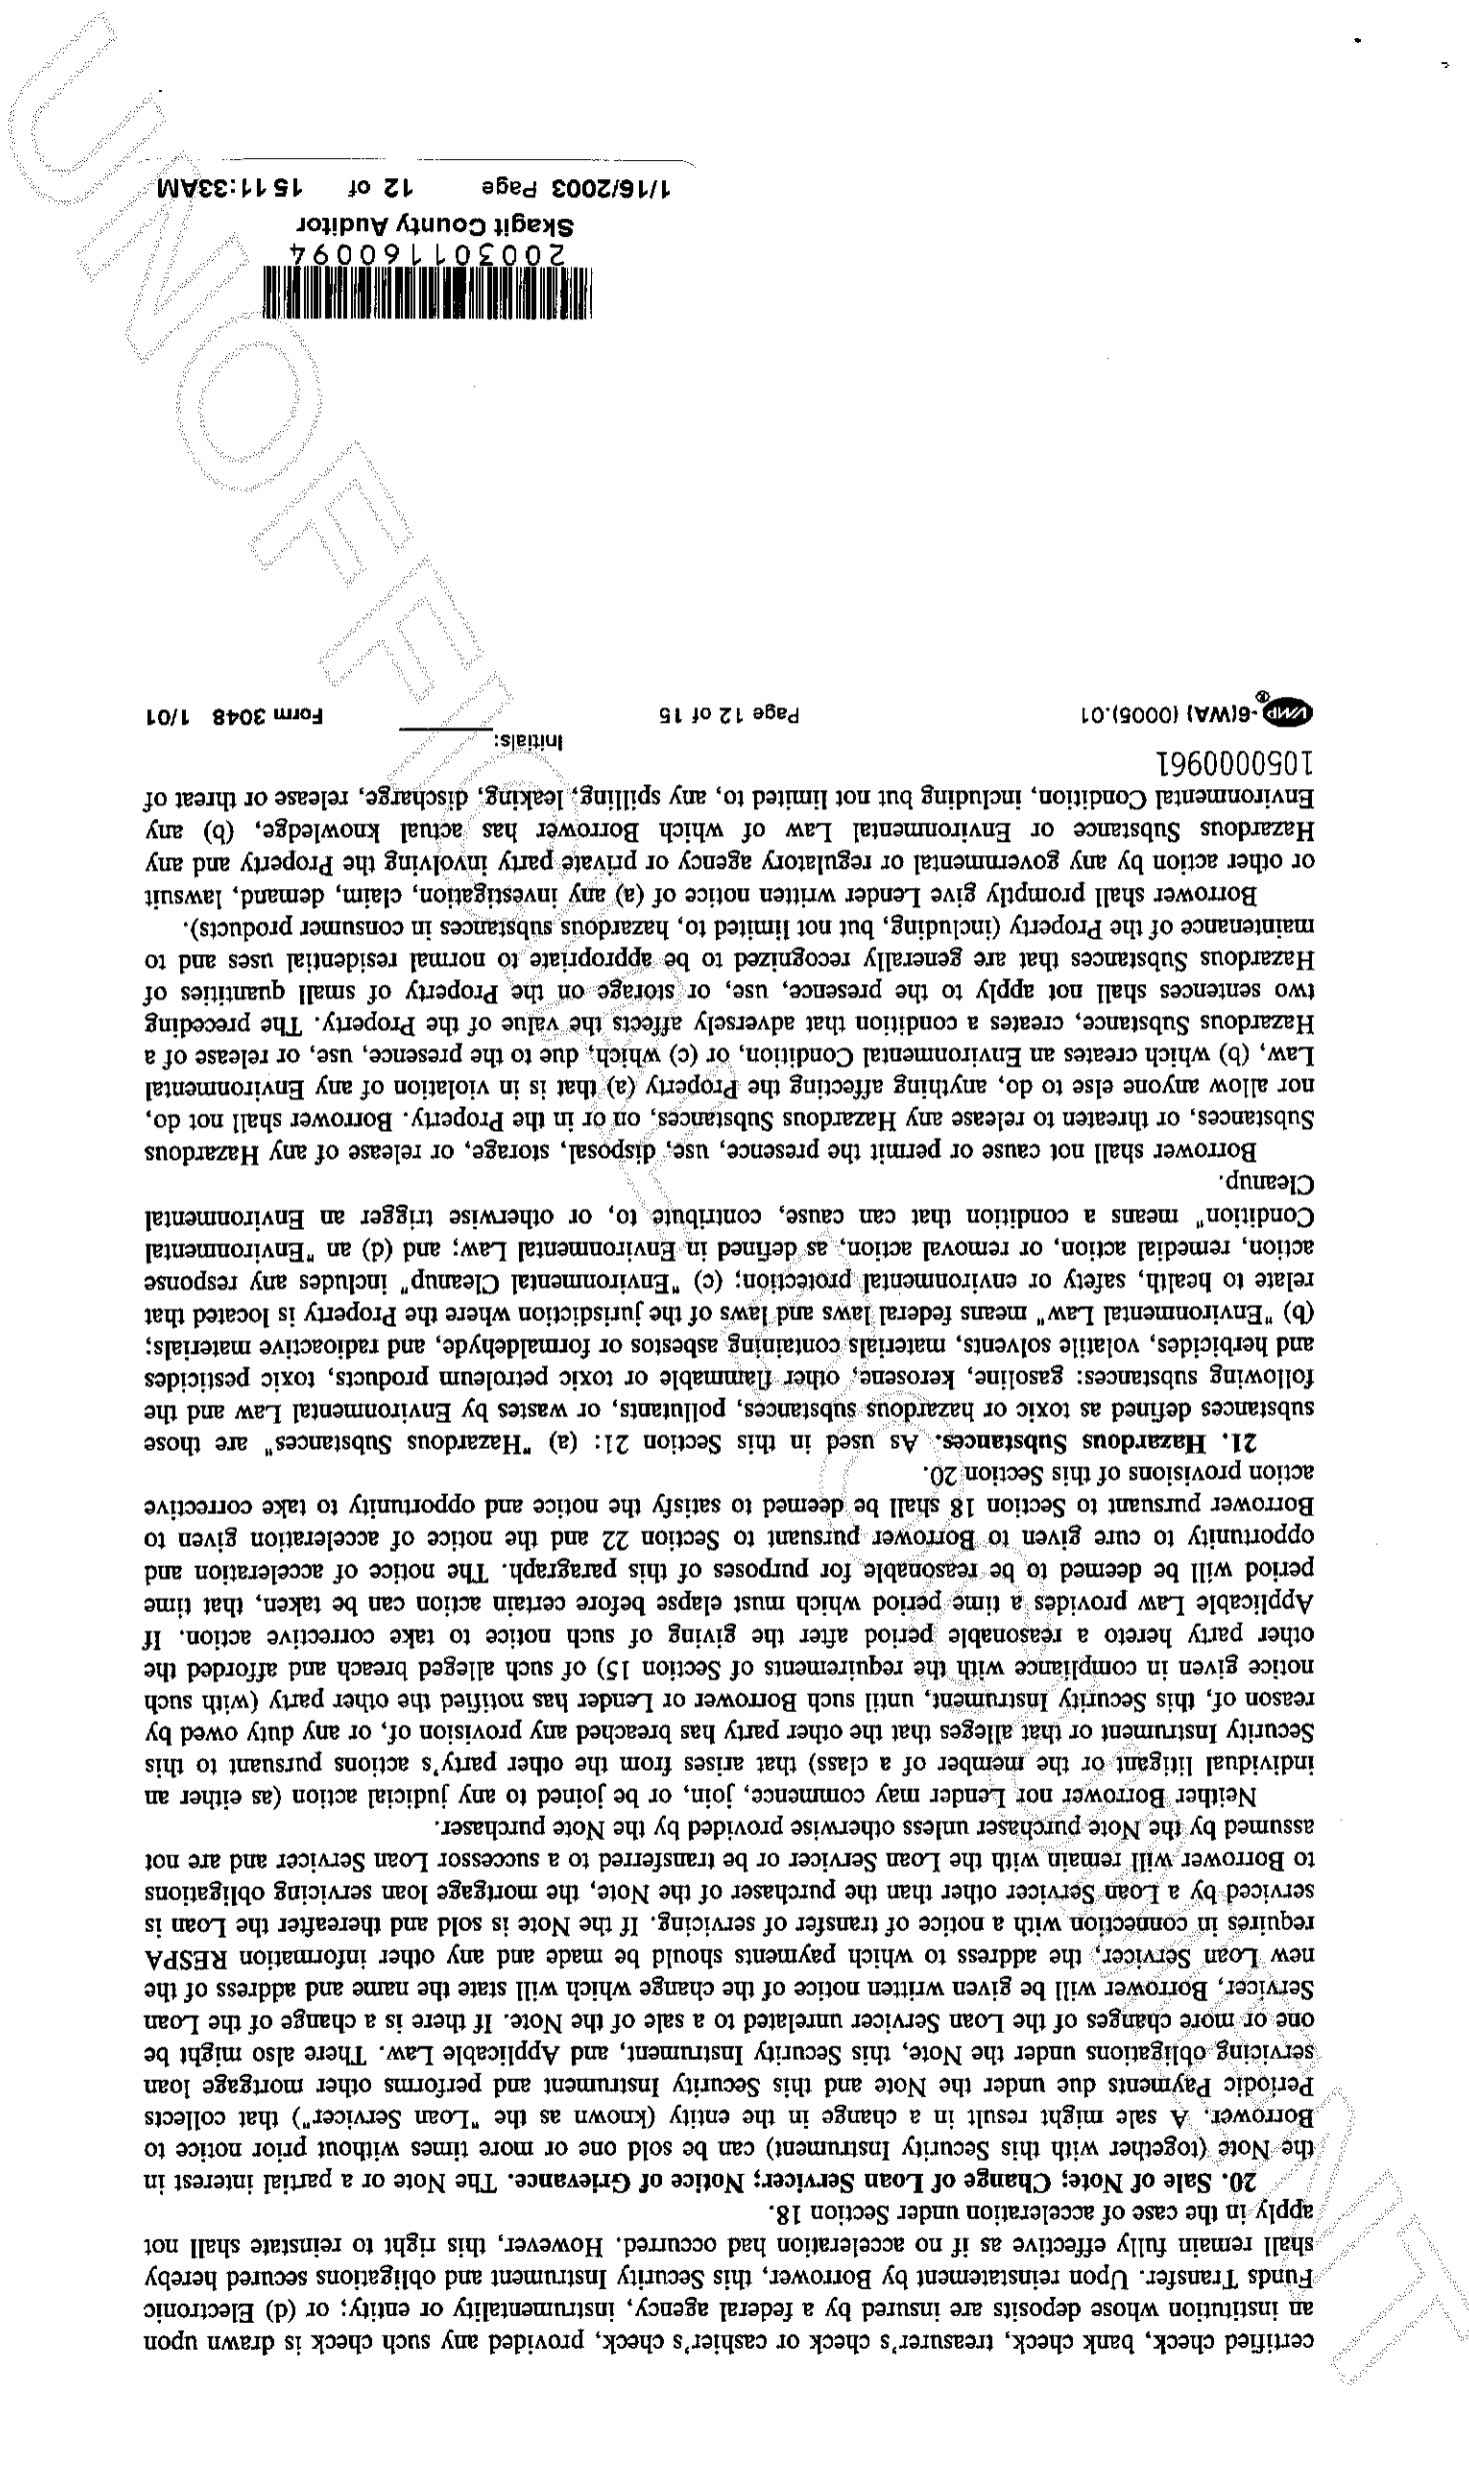 certified check, bank check, treasurer's check or cashier's check, provided any such check is drawn upon
an institution whose deposits are insured by a federal agency, instrumentality or entity; or (d) Electronic
Funds Transfer. Upon reinstatement by Borrower, this Security Instrument and obligations secured hereby
shall remain fully effective as if no acceleration had occurred. However, this right to reinstate shall not
apply in the case of acceleration under Section 18.
20. Sale of Note; Change of Loan Servicer; Notice of Grievance. The Note or a partial interest in
the Note (together with this Security Instrument) can be sold one or more times without prior notice to
Borrower. A sale might result in a change in the entity (known as the "Loan Servicer") that collects
Periodic Payments due under the Note and this Security Instrument and performs other mortgage loan
servicing obligations under the Note, this Security Instrument, and Applicable Law. There also might be
one or more changes of the Loan Servicer unrelated to a sale of the Note. If there is a change of the Loan
Servicer, Borrower will be given written notice of the change which will state the name and address of the
new Loan Servicer, the address to which payments should be made and any other information RESPA
requires in connection with a notice of transfer of servicing. If the Note is sold and thereafter the Loan is
serviced by a Loan Servicer other than the purchaser of the Note, the mortgage loan servicing obligations
to Borrower will remain with the Loan Servicer or be transferred to a successor Loan Servicer and are not
assumed by the Note purchaser unless otherwise provided by the Note purchaser.
Neither Borrower nor Lender may commence, join, or be joined to any judicial action (as either an
individual litigant or the member of a class) that arises from the other party's actions pursuant to this
Security Instrument or that alleges that the other party has breached any provision of, or any duty owed by
reason of, this Security Instrument, until such Borrower or Lender has notified the other party (with such
notice given in compliance with the requirements of Section 15) of such alleged breach and afforded the
other party hereto a reasonable period after the giving of such notice to take corrective action. If
Applicable Law provides a time period which must elapse before certain action can be taken, that time
period will be deemed to be reasonable for purposes of this paragraph. The notice of acceleration and
opportunity to cure given to Borrower pursuant to Section 22 and the notice of acceleration given to
Borrower pursuant to Section 18 shall be deemed to satisfy the notice and opportunity to take corrective
action provisions of this Section 20.
21. Hazardous Substances. As used in this Section 21: (a) "Hazardous Substances" are those
substances defined as toxic or hazardous substances, pollutants, or wastes by Environmental Law and the
following substances: gasoline, kerosene, other flammable or toxic petroleum products, toxic pesticides
and herbicides, volatile solvents, materials containing asbestos or formaldehyde, and radioactive materials;
(b) "Environmental Law" means federal laws and laws of the jurisdiction where the Property is located that
relate to health, safety or environmental protection; (c) "Environmental Cleanup" includes any response
action, remedial action, or removal action, as defined in Environmental Law; and (d) an "Environmental
Condition" means a condition that can cause, contribute to, or otherwise trigger an Environmental
Cleanup.
Borrower shall not cause or permit the presence, use, disposal, storage, or release of any Hazardous
Substances, or threaten to release any Hazardous Substances, on or in the Property. Borrower shall not do,
nor allow anyone else to do, anything affecting the Property (a) that is in violation of any Environmental
Law, (b) which creates an Environmental Condition, or (c) which, due to the presence, use, or release of a
Hazardous Substance, creates a condition that adversely affects the value of the Property. The preceding
two sentences shall not apply to the presence, use, or storage on the Property of small quantities of
Hazardous Substances that are generally recognized to be appropriate to normal residential uses and to
maintenance of the Property (including, but not limited to, hazardous substances in consumer products).
Borrower shall promptly give Lender written notice of (a) any investigation, claim, demand, lawsuit
or other action by any governmental or regulatory agency or private party involving the Property and any
Hazardous Substance or Environmental Law of which Borrower has actual knowledge, (b) any
Environmental Condition, including but not limited to, any spilling, leaking, discharge, release or threat of
1050000961
Initials:
VMP®-6(WA) (0005).01 Page 12 of 15 Form 3048 1/01
200301160094
Skagit County Auditor
1/16/2003 Page 12 of 15 11:33AM
UNOFFICIAL DOCUMENT